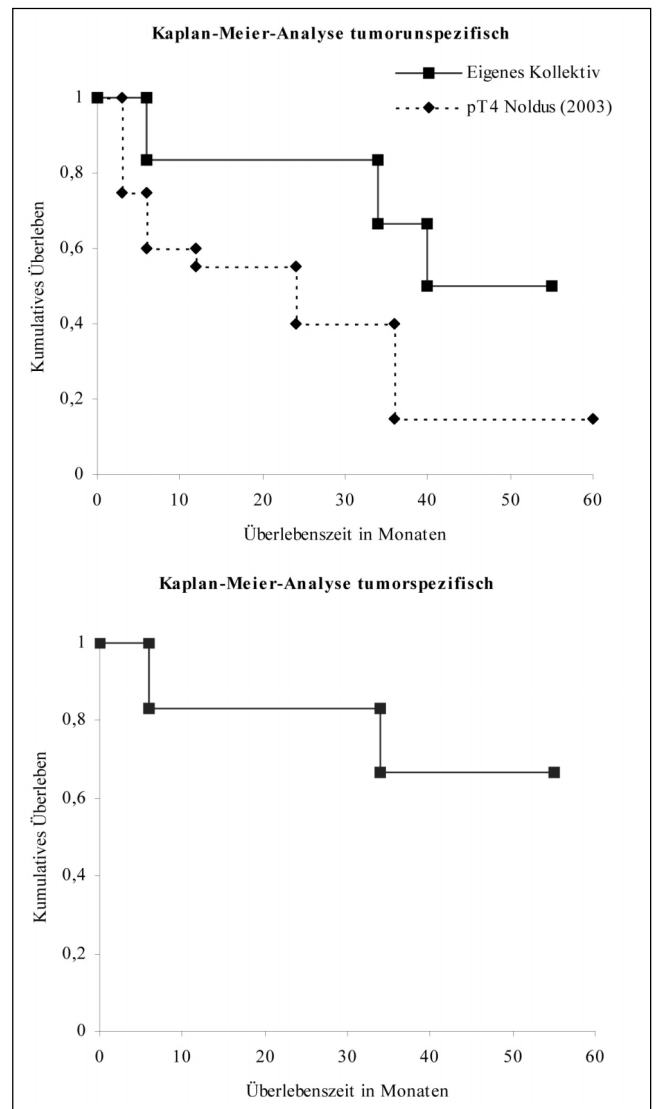 Kaplan-Meier-Analyse tumorunspezifisch
Eigenes Kollektiv
pT4 Noldus (2003)
Kumulatives Überleben
1
0,8
0,6
0,4
0,2
0
0 10 20 30 40 50 60
Überlebenszeit in Monaten
Kaplan-Meier-Analyse tumorspezifisch
Kumulatives Überleben
1
0,8
0,6
0,4
0,2
0
0 10 20 30 40 50 60
Überlebenszeit in Monaten